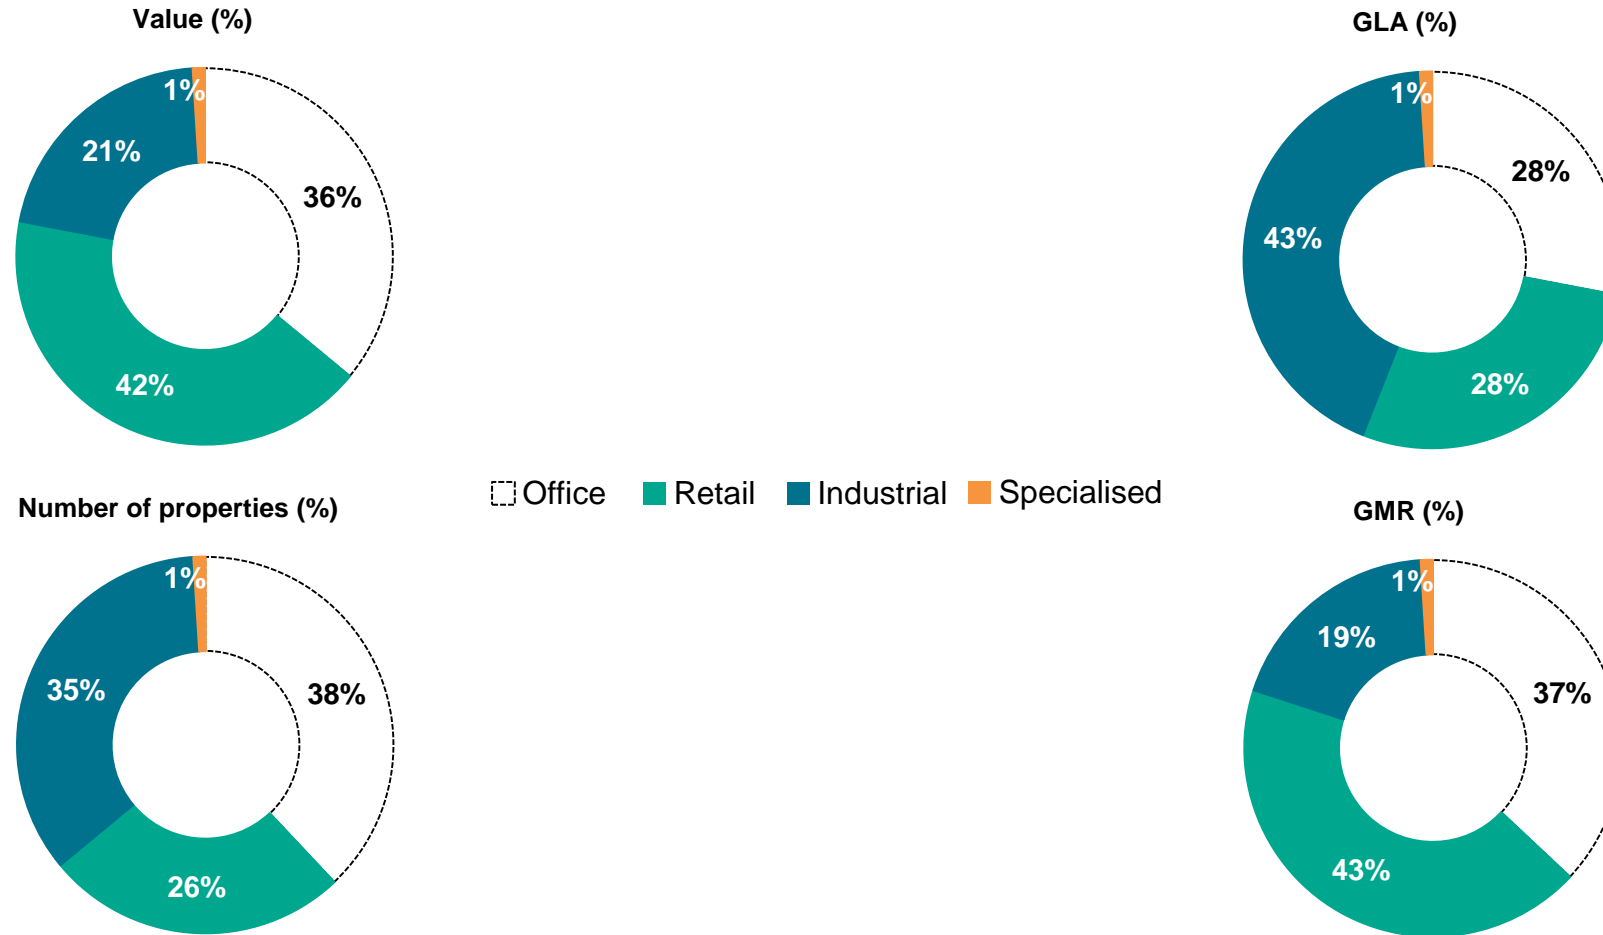 Value (%)
1%
21%
36%
42%
GLA (%)
1%
28%
43%
28%
Office
Retail
Industrial
Specialised
Number of properties (%)
1%
35%
38%
26%
GMR (%)
1%
19%
37%
43%